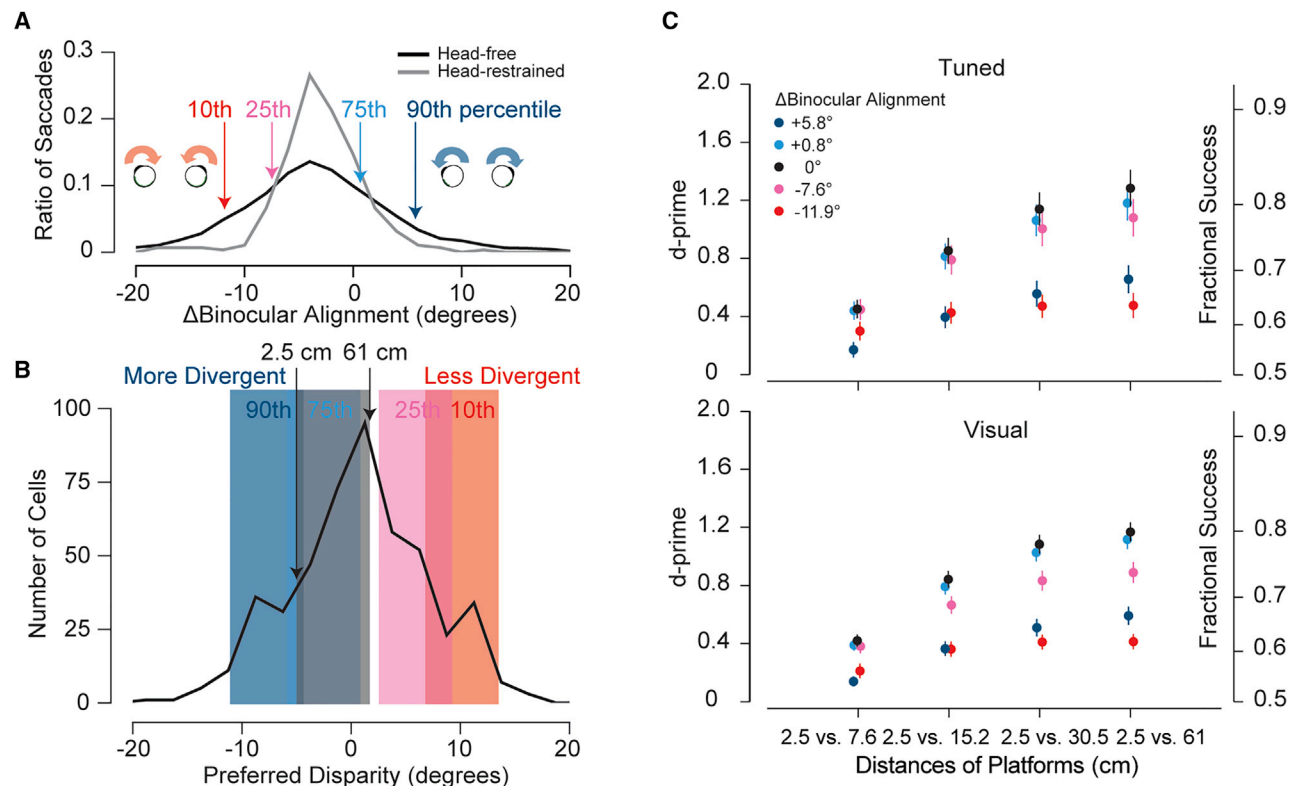 A
0.3
Head-free
Head-restrained
10th
25th
75th
90th percentile
0.2
0.1
0
Ratio of Saccades
-20
-10
0
10
20
ΔBinocular Alignment (degrees)
B
2.5 cm
61 cm
More Divergent
Less Divergent
90th
75th
25th
10th
100
75
50
25
0
Number of Cells
-20
-10
0
10
20
Preferred Disparity (degrees)
C
Tuned
ΔBinocular Alignment
+5.8°
+0.8°
0°
-7.6°
-11.9°
2.0
1.6
1.2
0.8
0.4
0
d-prime
0.9
0.8
0.7
0.6
0.5
Fractional Success
Visual
2.0
1.6
1.2
0.8
0.4
0
d-prime
0.9
0.8
0.7
0.6
0.5
Fractional Success
2.5 vs. 7.6
2.5 vs. 15.2
2.5 vs. 30.5
2.5 vs. 61
Distances of Platforms (cm)